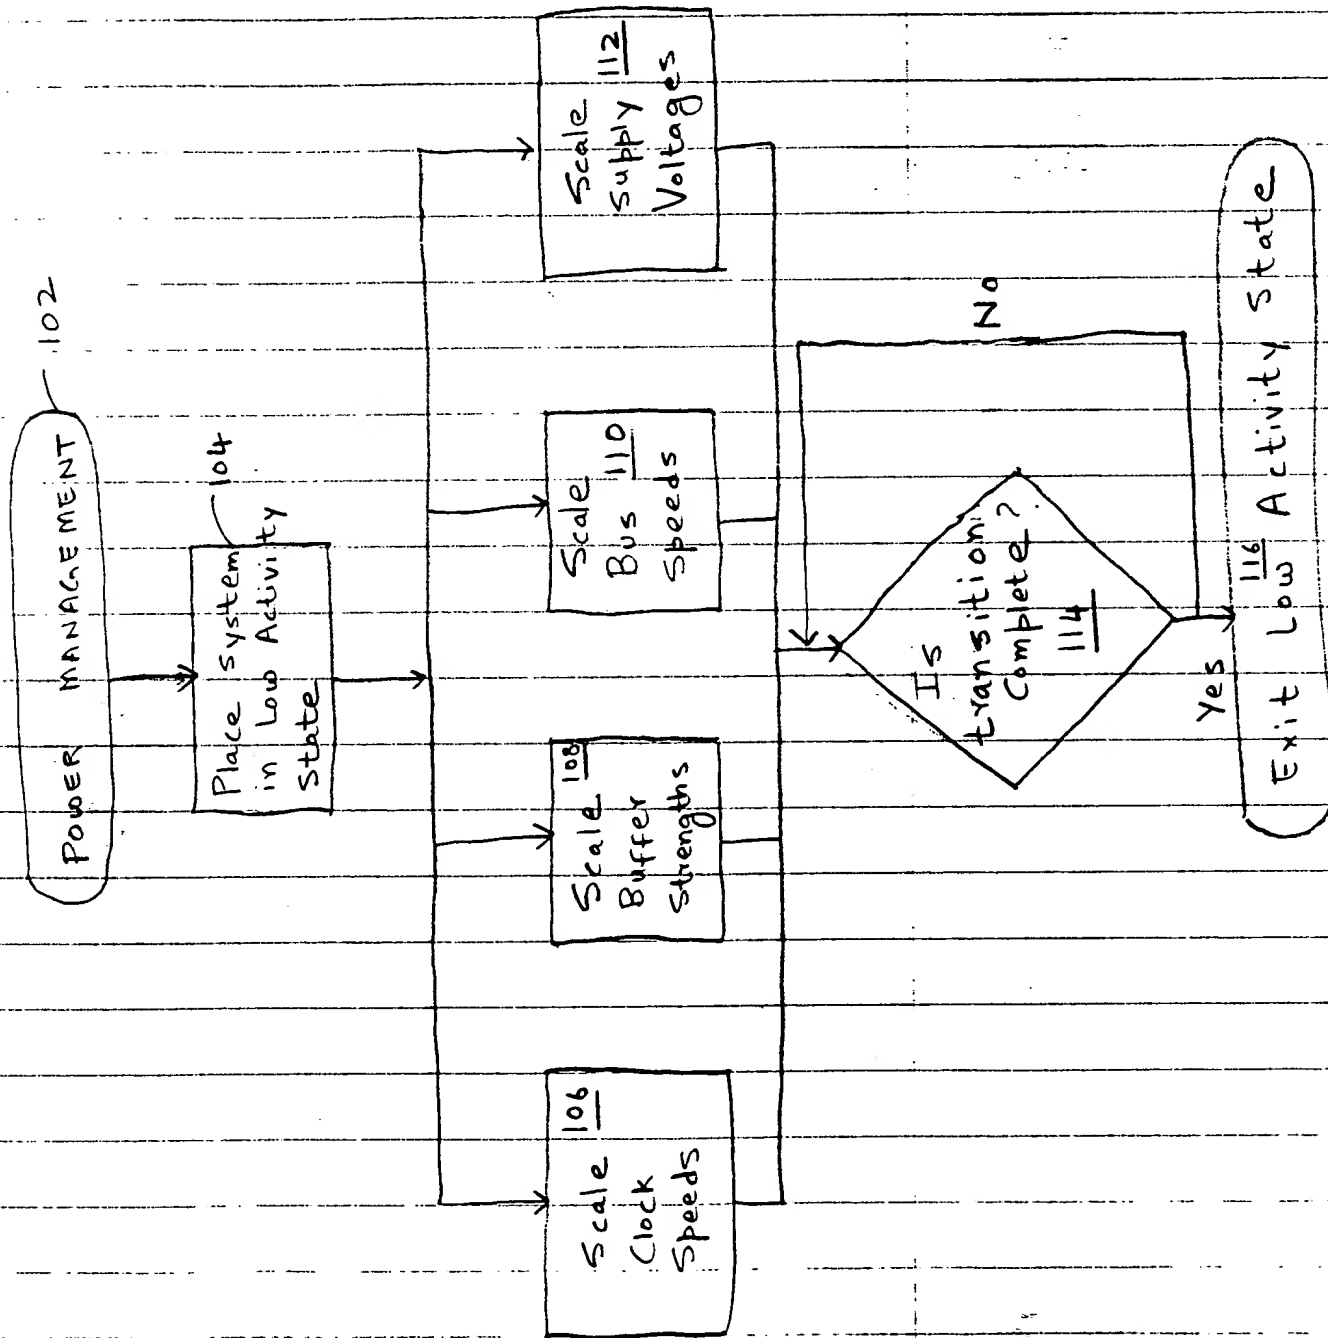 POWER MANAGEMENT
102
Place system
in Low Activity
State
104
Scale 106
Clock
Speeds
Scale 108
Buffer
Strengths
Scale
Bus 110
Speeds
Scale
Supply 112
Voltages
Is
transition
Complete?
114
No
Yes
116
Exit Low Activity State